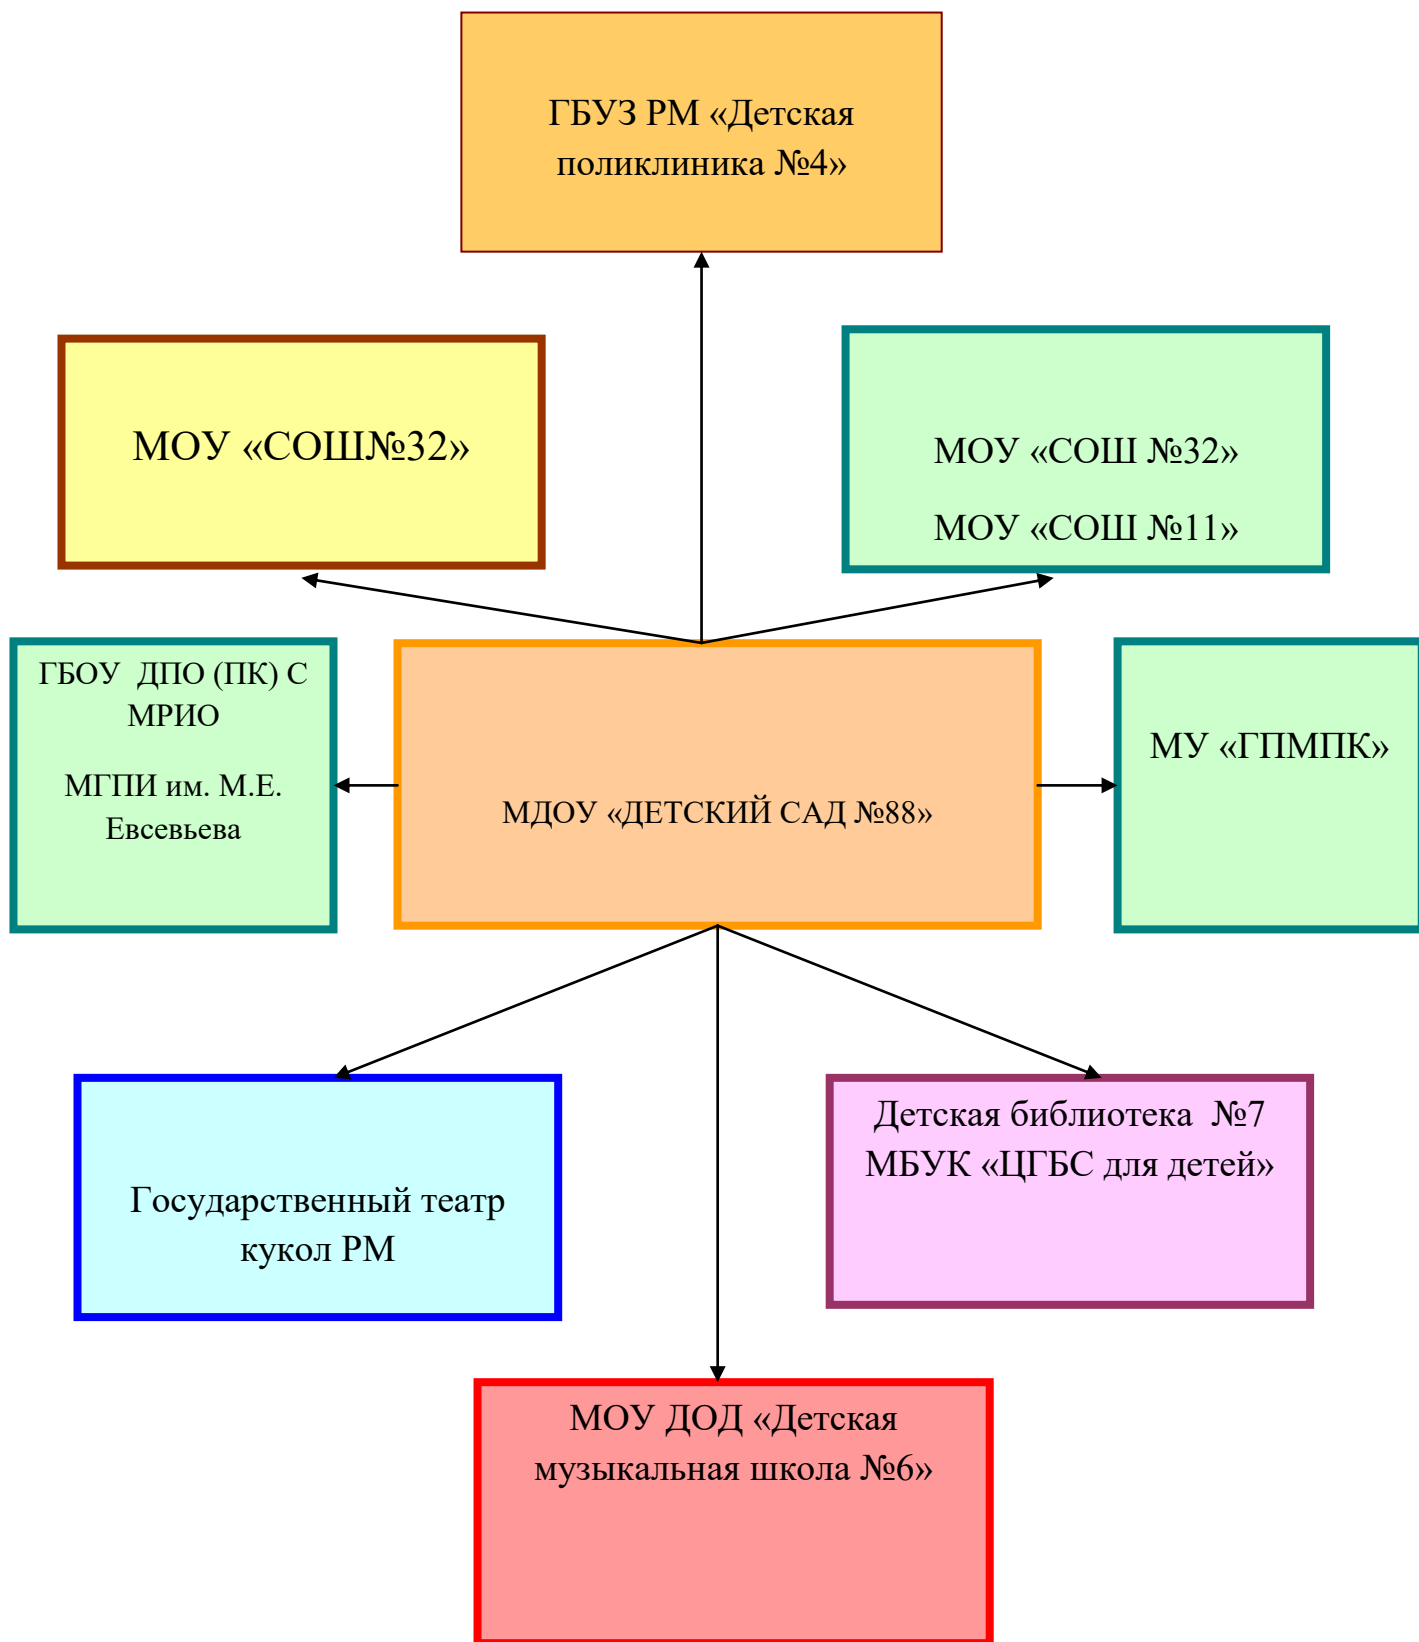 ГБУЗ РМ «Детская
поликлиника №4»
МОУ «СОШ№32»
МОУ «СОШ №32»
МОУ «СОШ №11»
ГБОУ  ДПО (ПК) С
МРИО
МГПИ им. М.Е.
Евсевьева
МДОУ «ДЕТСКИЙ САД №88»
МУ «ГПМПК»
Государственный театр
кукол РМ
Детская библиотека  №7
МБУК «ЦГБС для детей»
МОУ ДОД «Детская
музыкальная школа №6»